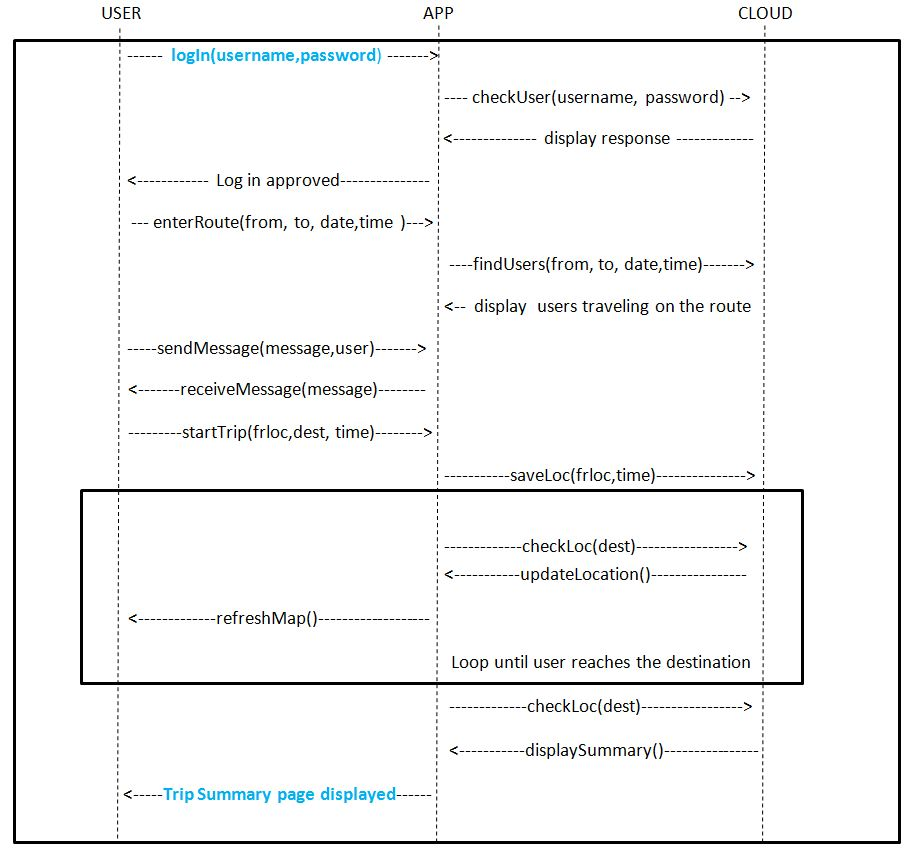 USER APP CLOUD
------ logIn(username,password) ------->
---- checkUser(username, password) -->
<-------------- display response -------------
<------------ Log in approved---------------
--- enterRoute(from, to, date,time )--->
----findUsers(from, to, date,time)------->
<-- display users traveling on the route
-----sendMessage(message,user)------->
<-------receiveMessage(message)--------
---------startTrip(frloc,dest, time)-------->
-----------saveLoc(frloc,time)--------------->
-------------checkLoc(dest)----------------->
<-----------updateLocation()----------------
<-------------refreshMap()-------------------
Loop until user reaches the destination
-------------checkLoc(dest)----------------->
<-----------displaySummary()----------------
<-----Trip Summary page displayed------